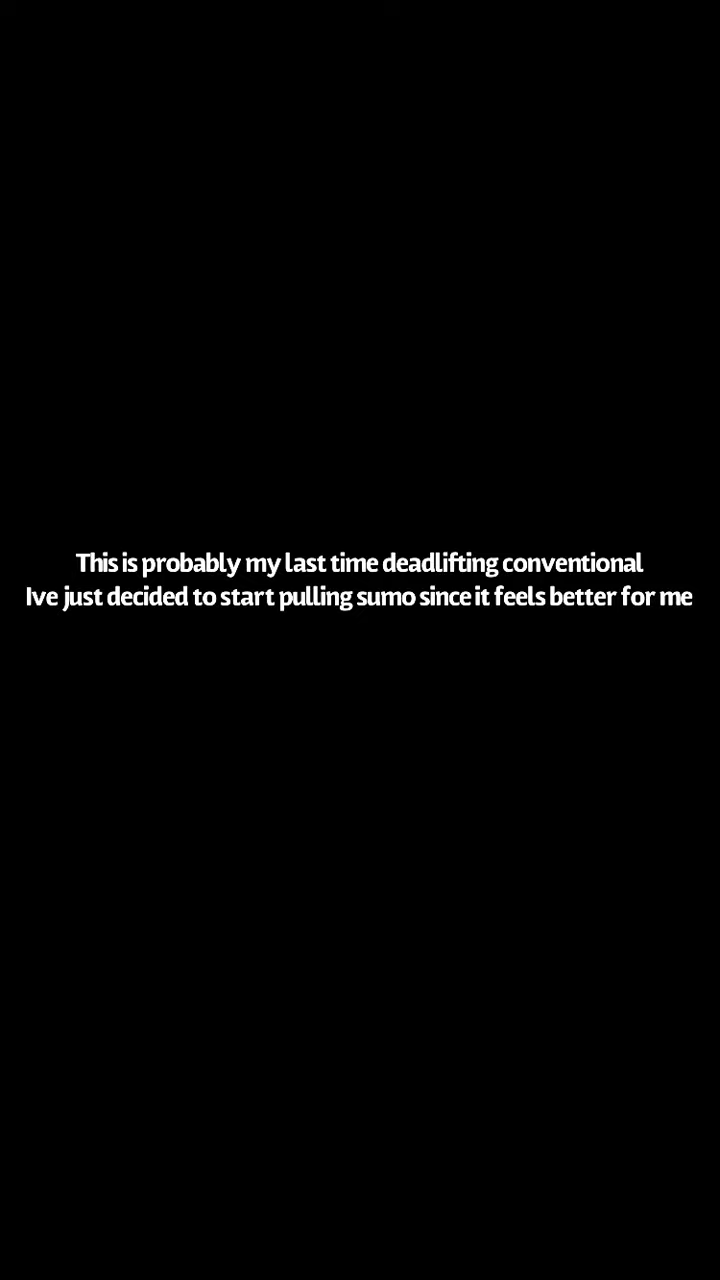 This is probably my last time deadlifting conventional
Ive just decided to start pulling sumo since it feels better for me